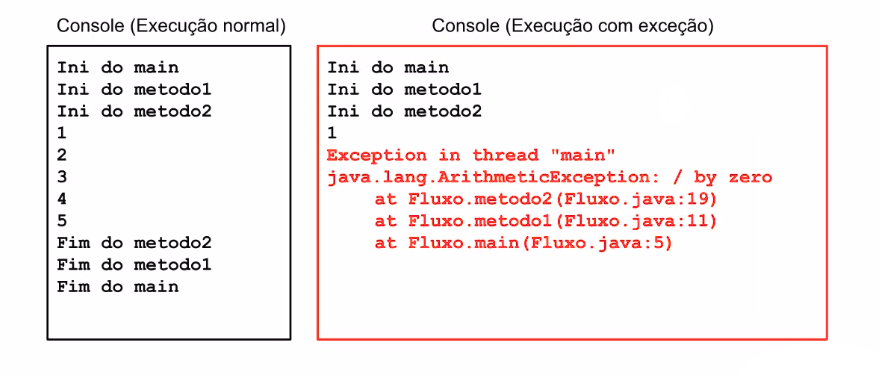 Console (Execução normal)
Ini do main
Ini do metodo1
Ini do metodo2
1
2
3
4
5
Fim do metodo2
Fim do metodo1
Fim do main
Console (Execução com exceção)
Ini do main
Ini do metodo1
Ini do metodo2
1
Exception in thread "main"
java.lang.ArithmeticException: / by zero
at Fluxo.metodo2(Fluxo.java:19)
at Fluxo.metodo1(Fluxo.java:11)
at Fluxo.main(Fluxo.java:5)